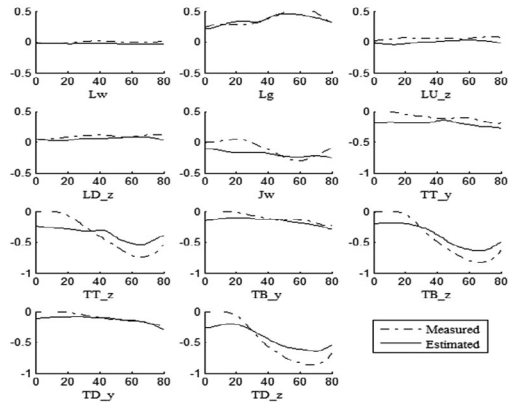 0.5 0.5 0.5
0 0 0
-0.5 -0.5 -0.5
0 20 40 60 80 0 20 40 60 80 0 20 40 60 80
Lw Lg LU_z
0.5 0.5 0
0 0 -0.5
-0.5 -0.5 -1
0 20 40 60 80 0 20 40 60 80 0 20 40 60 80
LD_z Jw TT_y
0 0 0
-0.5 -0.5 -0.5
-1 -1 -1
0 20 40 60 80 0 20 40 60 80 0 20 40 60 80
TT_z TB_y TB_z
0 0
-0.5 -0.5
-1 -1
0 20 40 60 80 0 20 40 60 80
TD_y TD_z
Measured
Estimated